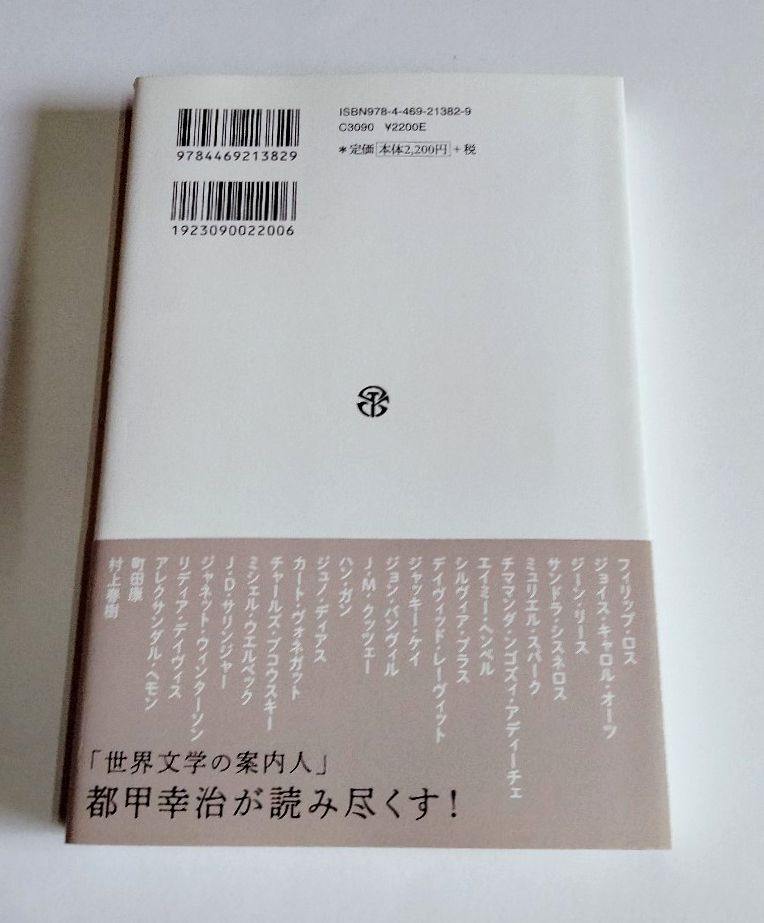 ISBN978-4-469-21382-9
C3090 ¥2200E
*定価 本体2,200円+税
9784469213829
1923090022006
フィリップ・ロス
ジョイス・キャロル・オーツ
ジーン・リース
サンドラ・シスネロス
ミュリエル・スパーク
チママンダ・ンゴズィ・アディーチェ
エイミー・ベンベル
シルヴィア・プラス
デイヴィッド・レーヴィット
ジャッキー・ケイ
ジョン・バンヴィル
J・M・クッツェー
ハン・ガン
ジュノ・ディアス
カート・ヴォネガット
チャールズ・ブコウスキー
ミシェル・ウエルベック
J・D・サリンジャー
ジャネット・ウィンターソン
リディア・デイヴィス
アレクサンダル・ヘモン
町田康
村上春樹
「世界文学の案内人」
都甲幸治が読み尽くす!